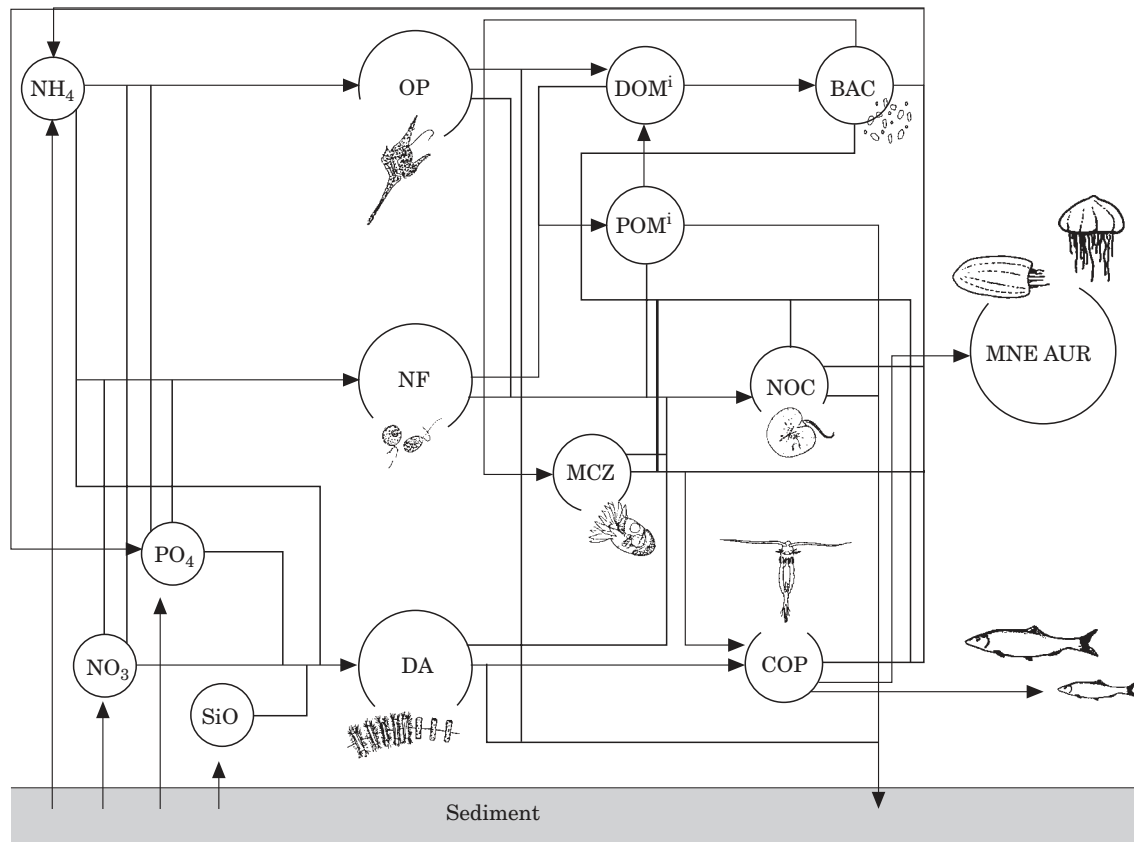 NH₄
OP
DOMⁱ
BAC
POMⁱ
MNE AUR
NF
NOC
MCZ
PO₄
NO₃
DA
COP
SiO
Sediment